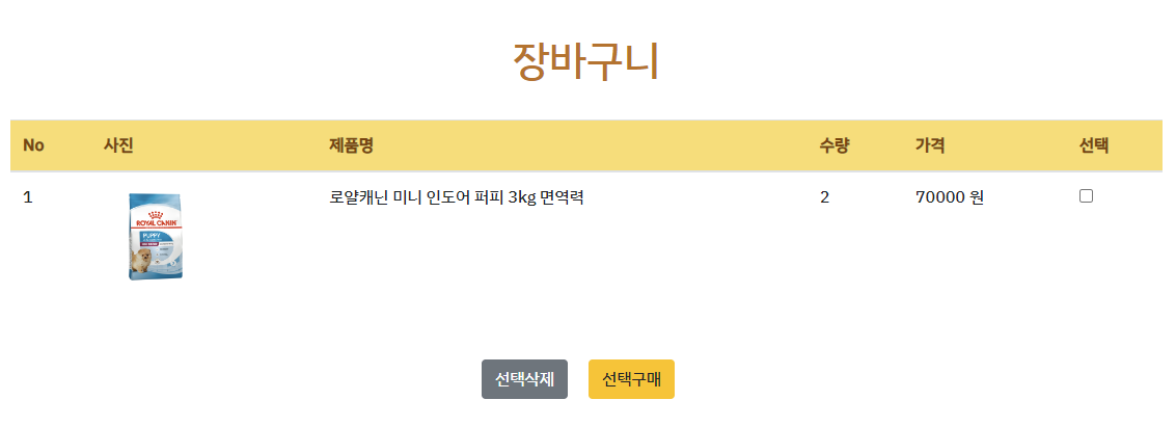 장바구니
No 사진 제품명 수량 가격 선택
1 로얄캐닌 미니 인도어 퍼피 3kg 면역력 2 70000 원
ROYAL CANIN
PUPPY
선택삭제 선택구매